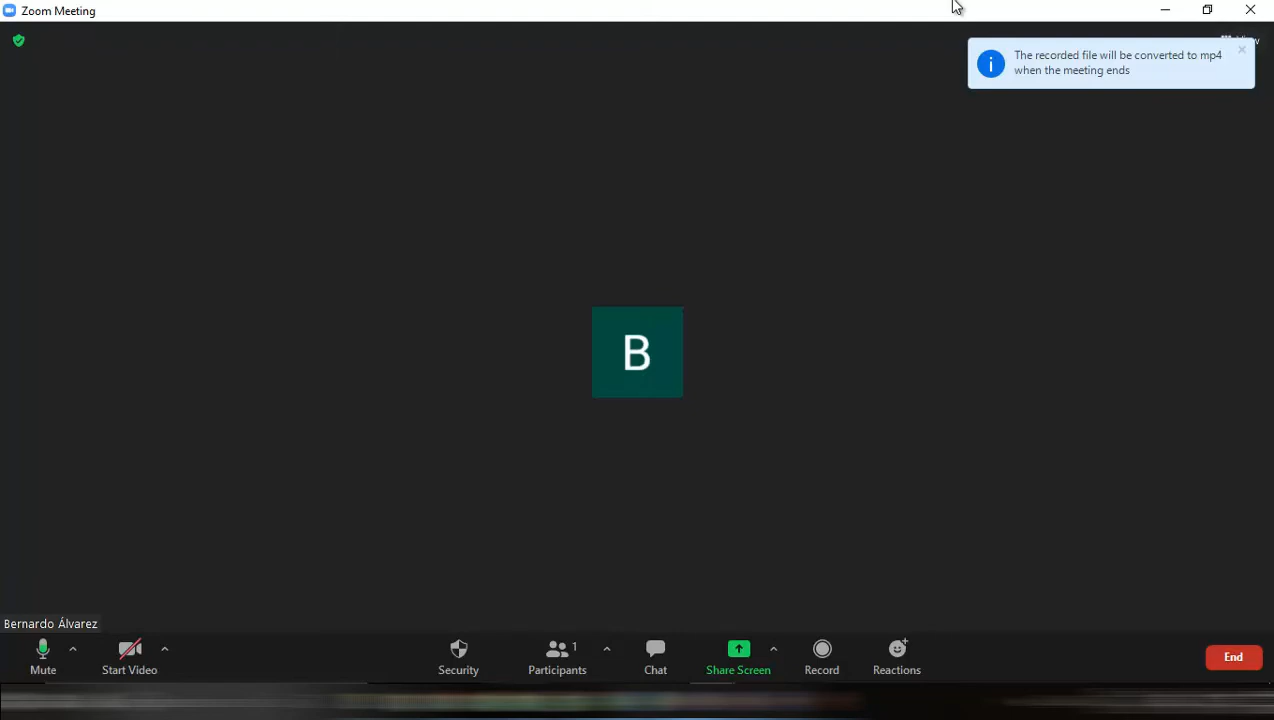 Zoom Meeting
The recorded file will be converted to mp4
when the meeting ends
B
Bernardo Álvarez
Mute
Start Video
Security
Participants
1
Chat
Share Screen
Record
Reactions
End